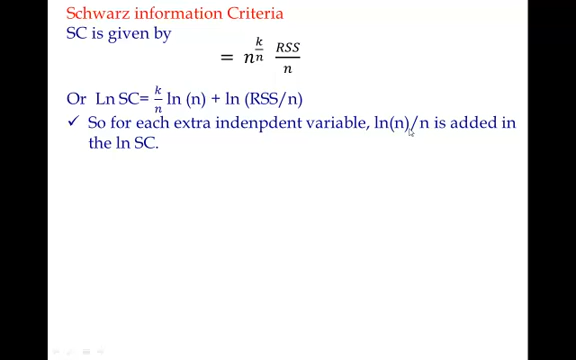 Schwarz information Criteria
SC is given by
= n^(k/n) RSS/n
Or Ln SC= k/n ln (n) + ln (RSS/n)
✓ So for each extra indenpdent variable, ln(n)/n is added in
the ln SC.